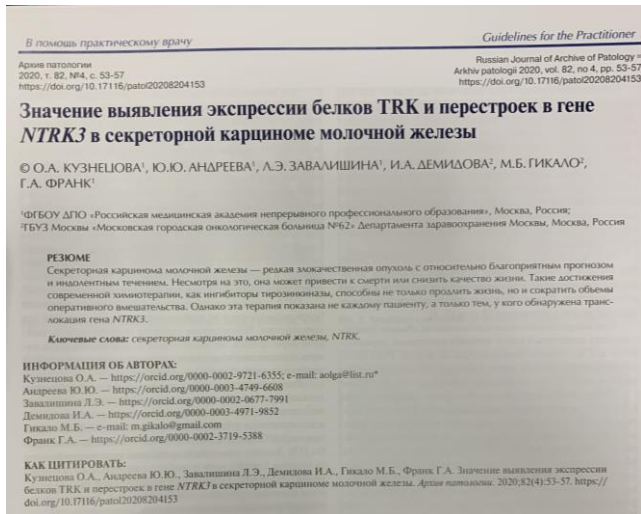 В помощь практическому врачу
Guidelines for the Practitioner
Архив патологии
2020, т. 82, №4, с. 53-57
https://doi.org/10.17116/patol20208204153
Russian Journal of Archive of Patology =
Arkhiv patologii 2020, vol. 82, no 4, pp. 53-57
https://doi.org/10.17116/patol20208204153
Значение выявления экспрессии белков TRK и перестроек в гене
NTRK3 в секреторной карциноме молочной железы
© О.А. КУЗНЕЦОВА¹, Ю.Ю. АНДРЕЕВА¹, Л.Э. ЗАВАЛИШИНА¹, И.А. ДЕМИДОВА², М.Б. ГИКАЛО²,
Г.А. ФРАНК¹
¹ФГБОУ ДПО «Российская медицинская академия непрерывного профессионального образования», Москва, Россия;
²ГБУЗ Москвы «Московская городская онкологическая больница №62» Департамента здравоохранения Москвы, Москва, Россия
РЕЗЮМЕ
Секреторная карцинома молочной железы — редкая злокачественная опухоль с относительно благоприятным прогнозом
и индолентным течением. Несмотря на это, она может привести к смерти или снизить качество жизни. Такие достижения
современной химиотерапии, как ингибиторы тирозинкиназы, способны не только продлить жизнь, но и сократить объемы
оперативного вмешательства. Однако эта терапия показана не каждому пациенту, а только тем, у кого обнаружена транс-
локация гена NTRK3.
Ключевые слова: секреторная карцинома молочной железы, NTRK.
ИНФОРМАЦИЯ ОБ АВТОРАХ:
Кузнецова О.А. — https://orcid.org/0000-0002-9721-6355; e-mail: aolga@list.ru*
Андреева Ю.Ю. — https://orcid.org/0000-0003-4749-6608
Завалишина Л.Э. — https://orcid.org/0000-0002-0677-7991
Демидова И.А. — https://orcid.org/0000-0003-4971-9852
Гикало М.Б. — e-mail: m.gikalo@gmail.com
Франк Г.А. — https://orcid.org/0000-0002-3719-5388
КАК ЦИТИРОВАТЬ:
Кузнецова О.А., Андреева Ю.Ю., Завалишина Л.Э., Демидова И.А., Гикало М.Б., Франк Г.А. Значение выявления экспрессии
белков TRK и перестроек в гене NTRK3 в секреторной карциноме молочной железы. Архив патологии. 2020;82(4):53-57. https://
doi.org/10.17116/patol20208204153